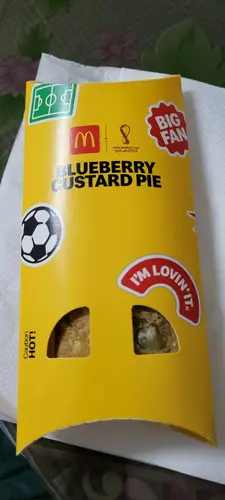 BIG
FAN
BLUEBERRY
CUSTARD PIE
I'M LOVIN' IT.
Caution
HOT!